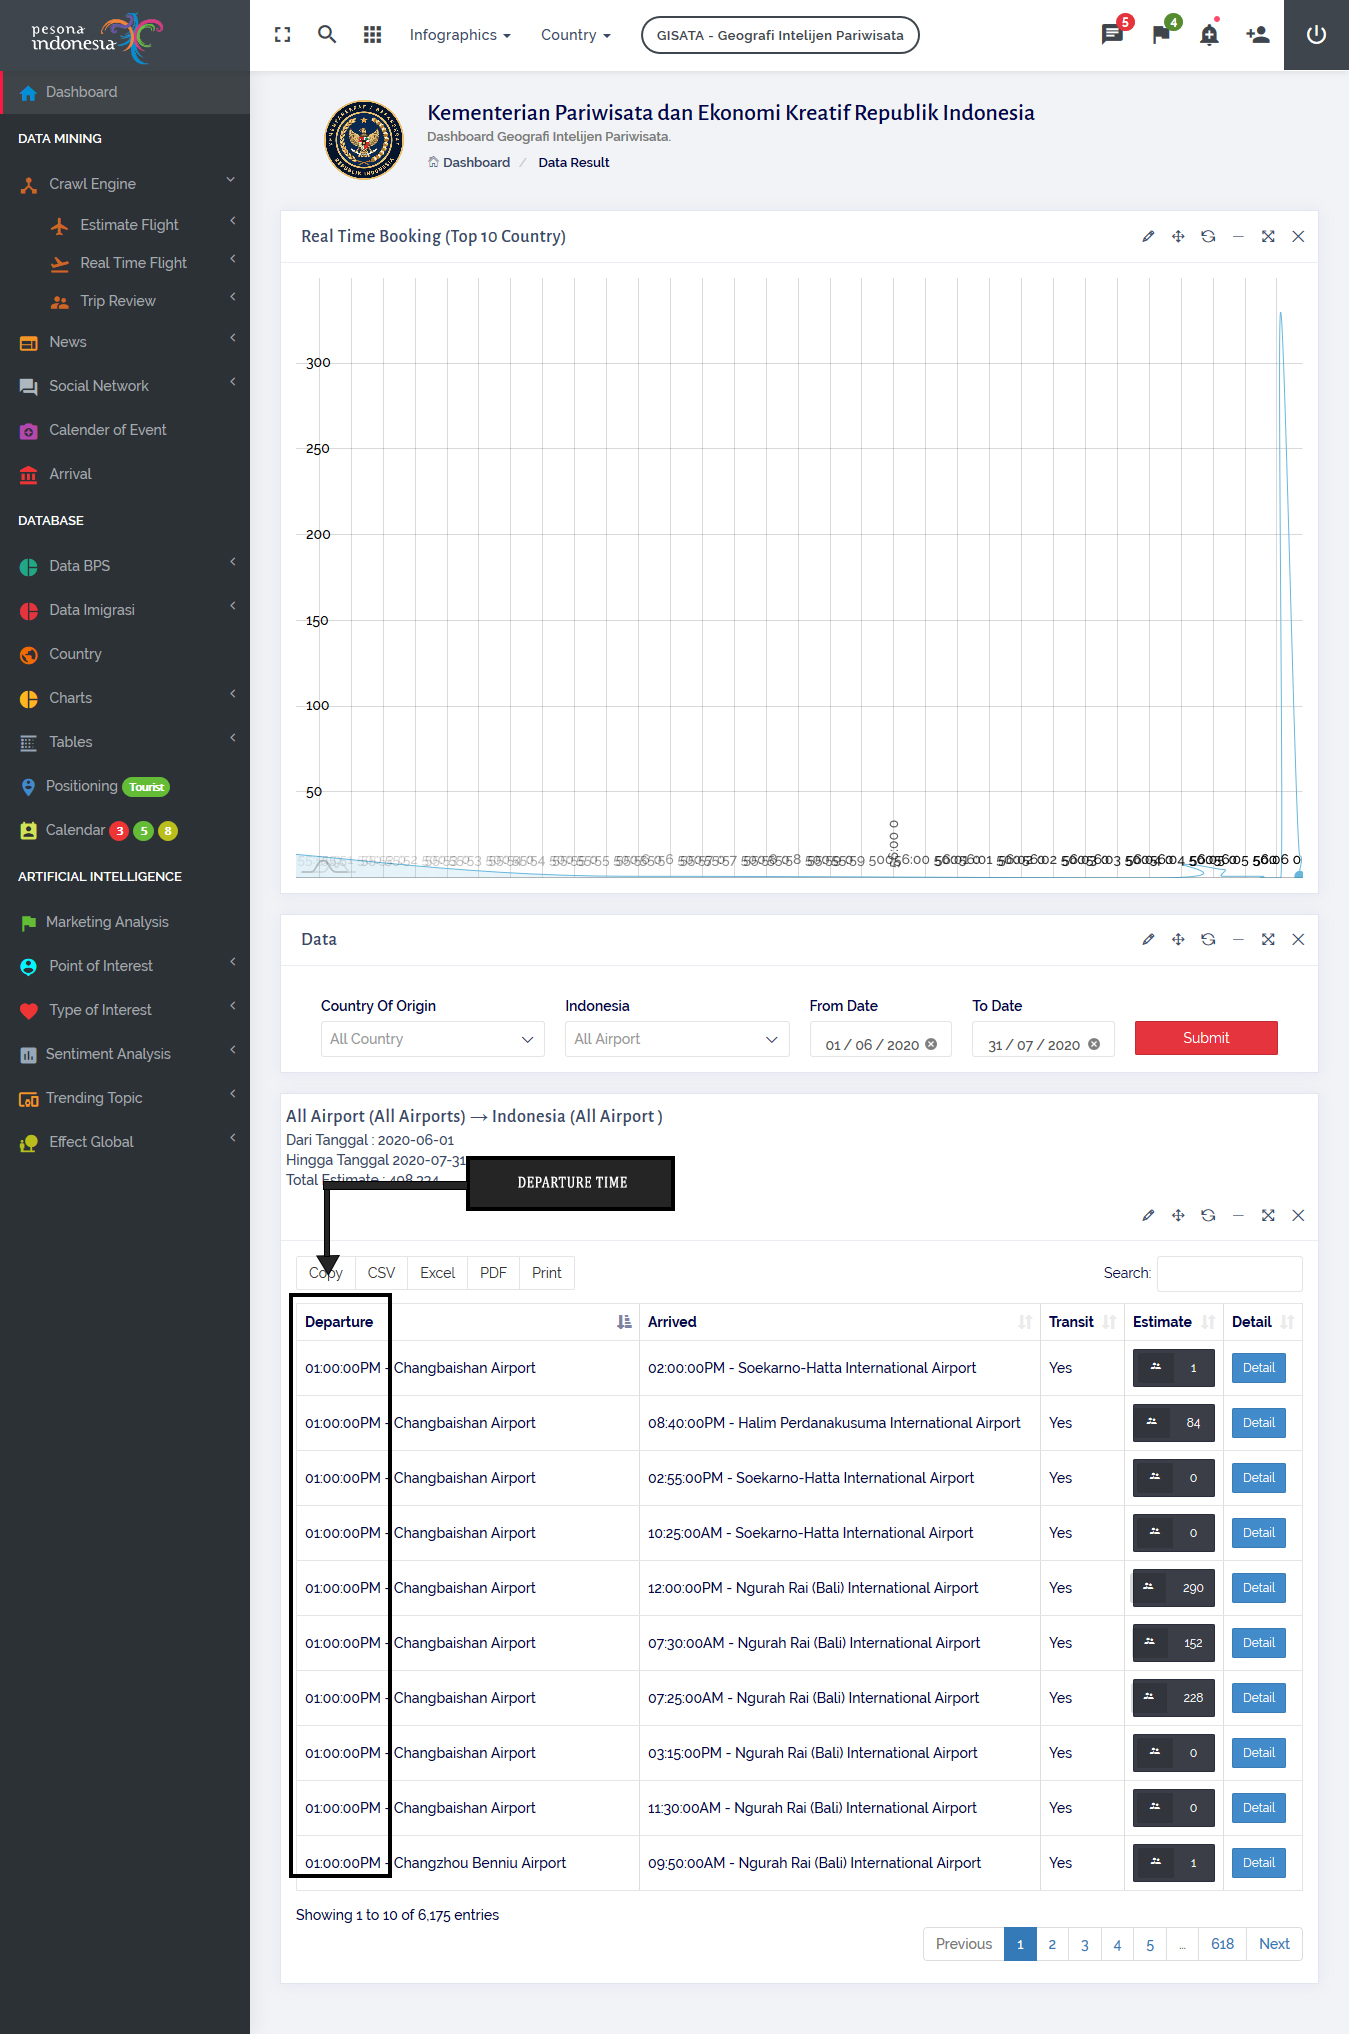 pesona
indonesia
Infographics
Country
GISATA - Geografi Intelijen Pariwisata
5
4
Dashboard
DATA MINING
Crawl Engine
Estimate Flight
Real Time Flight
Trip Review
News
Social Network
Calender of Event
Arrival
DATABASE
Data BPS
Data Imigrasi
Country
Charts
Tables
Positioning Tourist
Calendar 3 5 8
ARTIFICIAL INTELLIGENCE
Marketing Analysis
Point of Interest
Type of Interest
Sentiment Analysis
Trending Topic
Effect Global
Kementerian Pariwisata dan Ekonomi Kreatif Republik Indonesia
Dashboard Geografi Intelijen Pariwisata.
Dashboard / Data Result
Real Time Booking (Top 10 Country)
300
250
200
150
100
50
Data
Country Of Origin Indonesia From Date To Date
All Country All Airport 01 / 06 / 2020 31 / 07 / 2020 Submit
All Airport (All Airports) → Indonesia (All Airport )
Dari Tanggal : 2020-06-01
Hingga Tanggal 2020-07-31
Total Estimate :
DEPARTURE TIME
Copy CSV Excel PDF Print Search:
Departure Arrived Transit Estimate Detail
01:00:00PM - Changbaishan Airport 02:00:00PM - Soekarno-Hatta International Airport Yes 1 Detail
01:00:00PM - Changbaishan Airport 08:40:00PM - Halim Perdanakusuma International Airport Yes 84 Detail
01:00:00PM - Changbaishan Airport 02:55:00PM - Soekarno-Hatta International Airport Yes 0 Detail
01:00:00PM - Changbaishan Airport 10:25:00AM - Soekarno-Hatta International Airport Yes 0 Detail
01:00:00PM - Changbaishan Airport 12:00:00PM - Ngurah Rai (Bali) International Airport Yes 290 Detail
01:00:00PM - Changbaishan Airport 07:30:00AM - Ngurah Rai (Bali) International Airport Yes 152 Detail
01:00:00PM - Changbaishan Airport 07:25:00AM - Ngurah Rai (Bali) International Airport Yes 228 Detail
01:00:00PM - Changbaishan Airport 03:15:00PM - Ngurah Rai (Bali) International Airport Yes 0 Detail
01:00:00PM - Changbaishan Airport 11:30:00AM - Ngurah Rai (Bali) International Airport Yes 0 Detail
01:00:00PM - Changzhou Benniu Airport 09:50:00AM - Ngurah Rai (Bali) International Airport Yes 1 Detail
Showing 1 to 10 of 6,175 entries
Previous 1 2 3 4 5 ... 618 Next